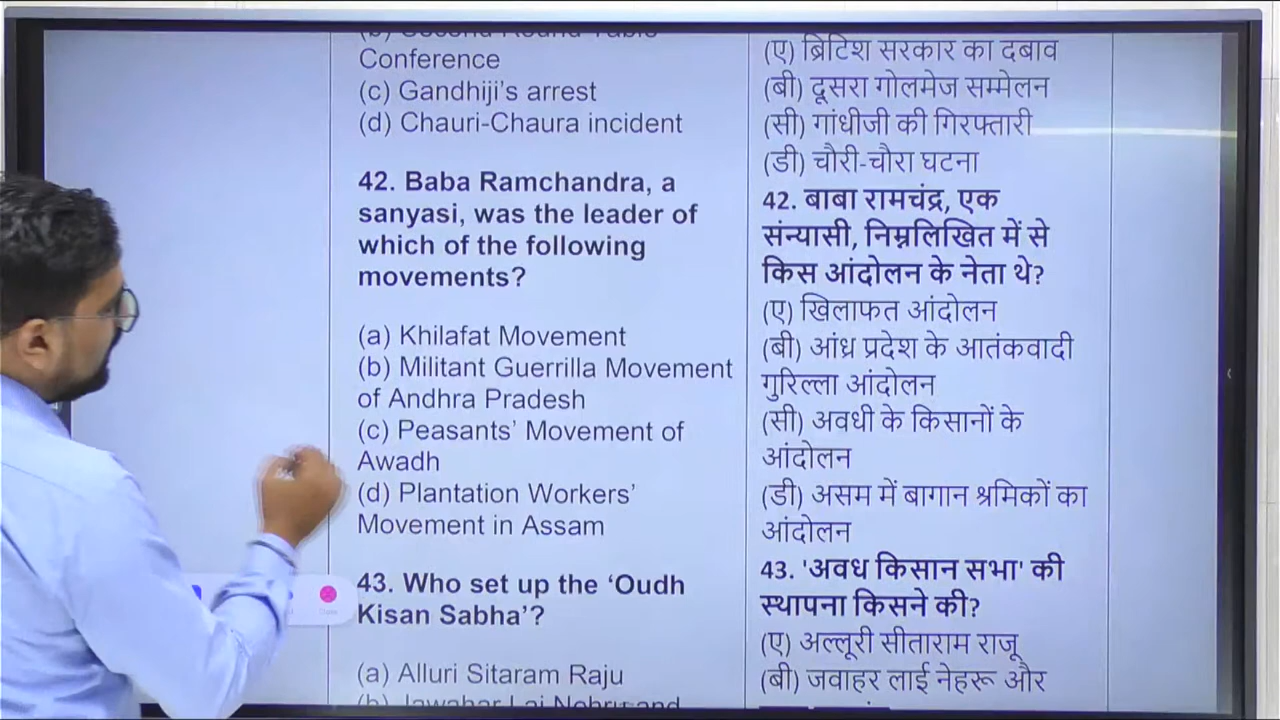 Conference
(c) Gandhiji’s arrest
(d) Chauri-Chaura incident
42. Baba Ramchandra, a
sanyasi, was the leader of
which of the following
movements?
(a) Khilafat Movement
(b) Militant Guerrilla Movement
of Andhra Pradesh
(c) Peasants’ Movement of
Awadh
(d) Plantation Workers’
Movement in Assam
43. Who set up the ‘Oudh
Kisan Sabha’?
(a) Alluri Sitaram Raju
(b) Jawahar Lai Nehru and
(ए) ब्रिटिश सरकार का दबाव
(बी) दूसरा गोलमेज सम्मेलन
(सी) गांधीजी की गिरफ्तारी
(डी) चौरी-चौरा घटना
42. बाबा रामचंद्र, एक
संन्यासी, निम्नलिखित में से
किस आंदोलन के नेता थे?
(ए) खिलाफत आंदोलन
(बी) आंध्र प्रदेश के आतंकवादी
गुरिल्ला आंदोलन
(सी) अवधी के किसानों के
आंदोलन
(डी) असम में बागान श्रमिकों का
आंदोलन
43. 'अवध किसान सभा' की
स्थापना किसने की?
(ए) अल्लूरी सीताराम राजू
(बी) जवाहर लाई नेहरू और